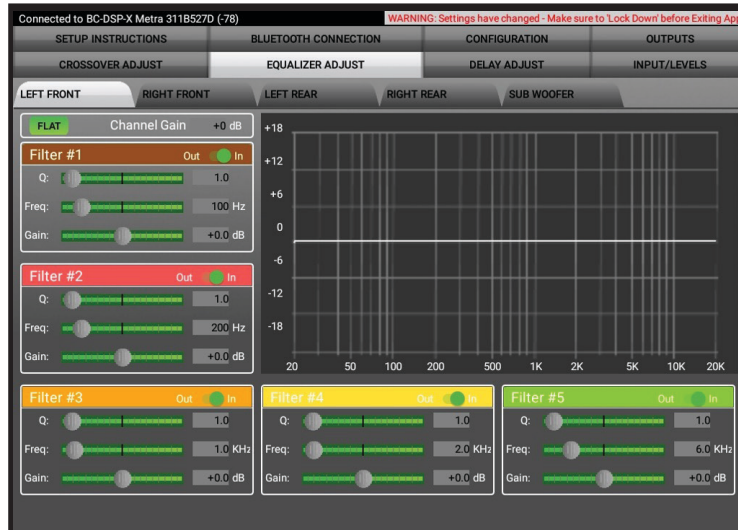 Connected to BC-DSP-X Metra 311B527D (-78) WARNING: Settings have changed - Make sure to 'Lock Down' before Exiting App
SETUP INSTRUCTIONS BLUETOOTH CONNECTION CONFIGURATION OUTPUTS
CROSSOVER ADJUST EQUALIZER ADJUST DELAY ADJUST INPUT/LEVELS
LEFT FRONT RIGHT FRONT LEFT REAR RIGHT REAR SUB WOOFER
FLAT Channel Gain +0 dB
Filter #1 Out In
Q: 1.0
Freq: 100 Hz
Gain: +0.0 dB
Filter #2 Out In
Q: 1.0
Freq: 200 Hz
Gain: +0.0 dB
+18
+12
+6
0
-6
-12
-18
20 50 100 200 500 1K 2K 5K 10K 20K
Filter #3 Out In
Q: 1.0
Freq: 1.0 KHz
Gain: +0.0 dB
Filter #4 Out In
Q: 1.0
Freq: 2.0 KHz
Gain: +0.0 dB
Filter #5 Out In
Q: 1.0
Freq: 6.0 KHz
Gain: +0.0 dB